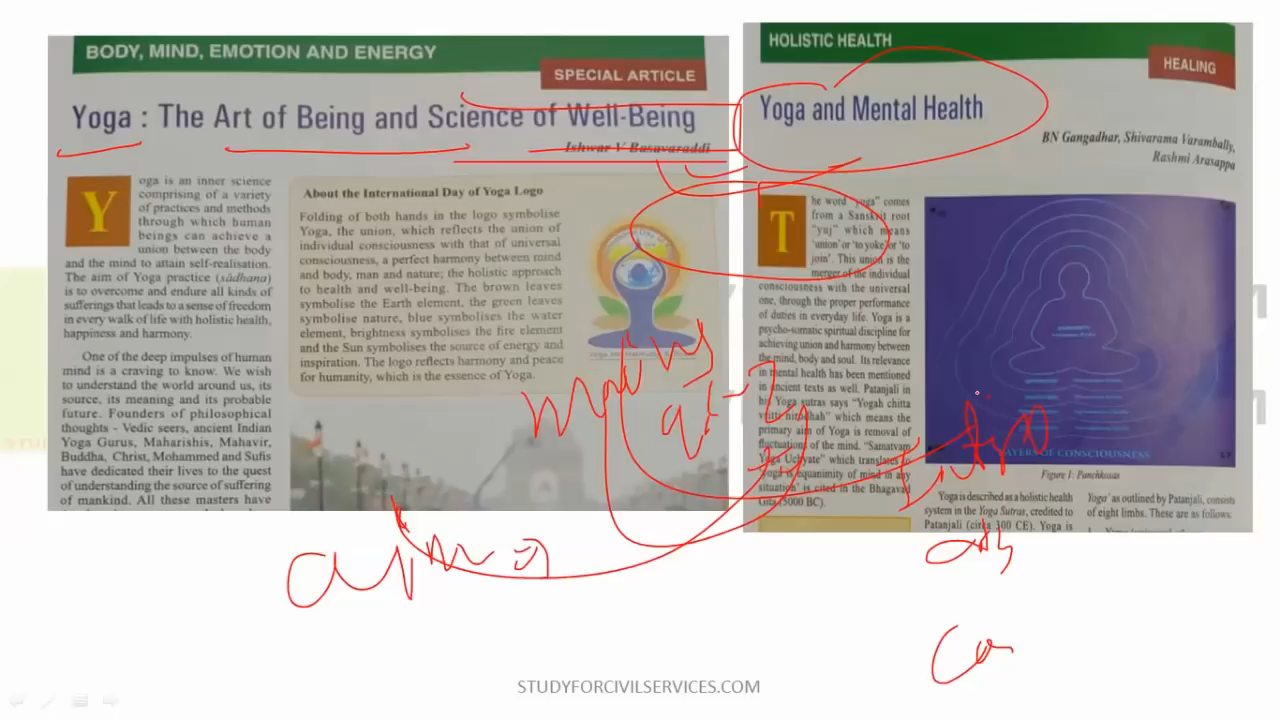 BODY, MIND, EMOTION AND ENERGY
SPECIAL ARTICLE
Yoga : The Art of Being and Science of Well-Being
Ishwar V Basavaraddi
Yoga is an inner science
comprising of a variety
of practices and methods
through which human
beings can achieve a
union between the body
and the mind to attain self-realisation.
The aim of Yoga practice (sādhana)
is to overcome and endure all kinds of
sufferings that leads to a sense of freedom
in every walk of life with holistic health,
happiness and harmony.
One of the deep impulses of human
mind is a craving to know. We wish
to understand the world around us, its
source, its meaning and its probable
future. Founders of philosophical
thoughts - Vedic seers, ancient Indian
Yoga Gurus, Maharishis, Mahavir,
Buddha, Christ, Mohammed and Sufis
have dedicated their lives to the quest
of understanding the source of suffering
of mankind. All these masters have
About the International Day of Yoga Logo
Folding of both hands in the logo symbolise
Yoga, the union, which reflects the union of
individual consciousness with that of universal
consciousness, a perfect harmony between mind
and body, man and nature; the holistic approach
to health and well-being. The brown leaves
symbolise the Earth element, the green leaves
symbolise nature, blue symbolises the water
element, brightness symbolises the fire element
and the Sun symbolises the source of energy and
inspiration. The logo reflects harmony and peace
for humanity, which is the essence of Yoga.
HOLISTIC HEALTH
HEALING
Yoga and Mental Health
BN Gangadhar, Shivarama Varambally,
Rashmi Arasappa
The word "yoga" comes
from a Sanskrit root
"yuj" which means
'union' or 'to yoke' or 'to
join'. This union is the
merger of the individual
consciousness with the universal
one, through the proper performance
of duties in everyday life. Yoga is a
psycho-somatic spiritual discipline for
achieving union and harmony between
the mind, body and soul. Its relevance
in mental health has been mentioned
in ancient texts as well. Patanjali in
his Yoga sutras says "Yogah chitta
vritti nirodhah" which means the
primary aim of Yoga is removal of
fluctuations of the mind. "Samatvam
Yoga Uchyate" which translates to
'Yoga is equanimity of mind in any
situation' is cited in the Bhagavad
Gita (5000 BC).
LAYERS OF CONSCIOUSNESS
Figure 1: Panchkosas
Yoga is described as a holistic health
system in the Yoga Sutras, credited to
Patanjali (cirka 300 CE). Yoga is
Yoga' as outlined by Patanjali, consists
of eight limbs. These are as follows.
STUDYFORCIVILSERVICES.COM